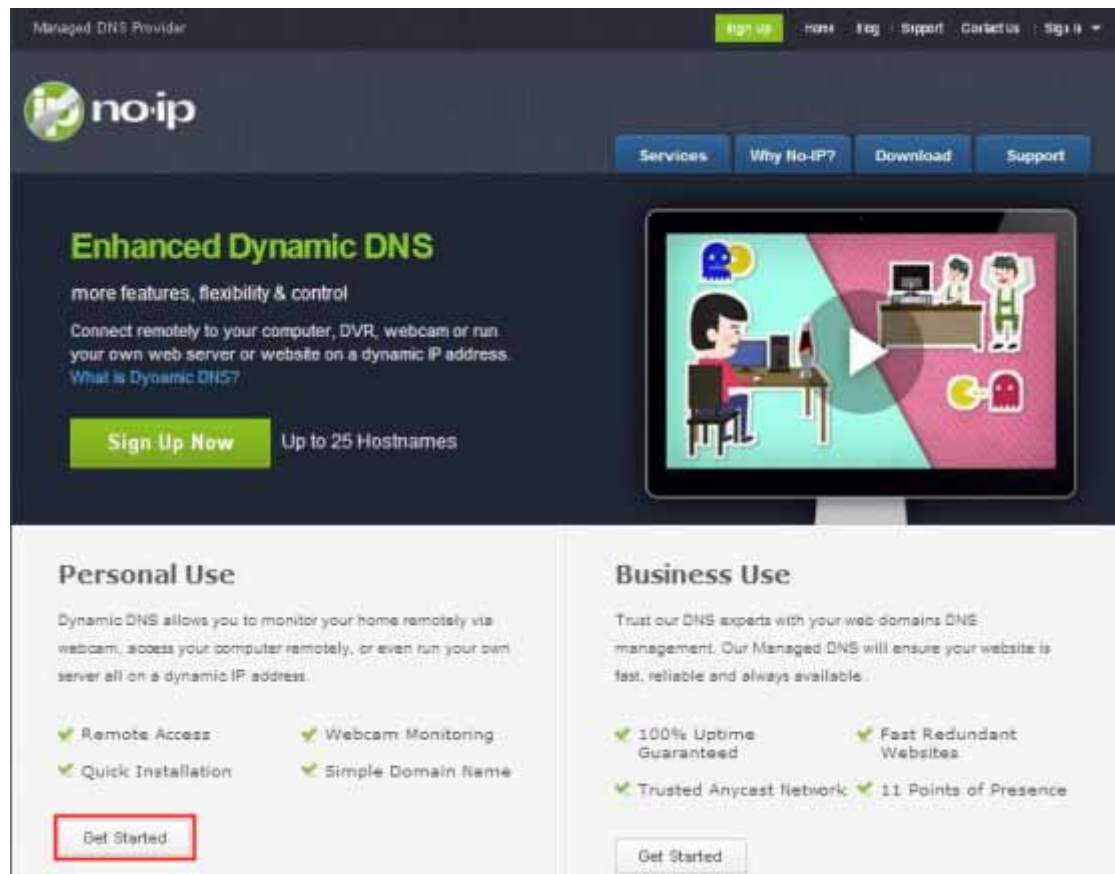 Managed DNS Provider
Sign Up Home Blog Support Contact Us Sign In
ip no·ip
Services Why No-IP? Download Support
Enhanced Dynamic DNS
more features, flexibility & control
Connect remotely to your computer, DVR, webcam or run
your own web server or website on a dynamic IP address.
What is Dynamic DNS?
Sign Up Now Up to 25 Hostnames
Personal Use
Dynamic DNS allows you to monitor your home remotely via
webcam, access your computer remotely, or even run your own
server all on a dynamic IP address.
Remote Access
Webcam Monitoring
Quick Installation
Simple Domain Name
Get Started
Business Use
Trust our DNS experts with your web domains DNS
management. Our Managed DNS will ensure your website is
fast, reliable and always available.
100% Uptime
Guaranteed
Fast Redundant
Websites
Trusted Anycast Network
11 Points of Presence
Get Started